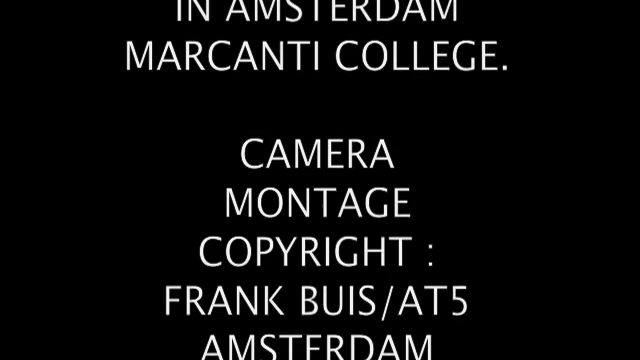 IN AMSTERDAM
MARCANTI COLLEGE.
CAMERA
MONTAGE
COPYRIGHT :
FRANK BUIS/AT5
AMSTERDAM